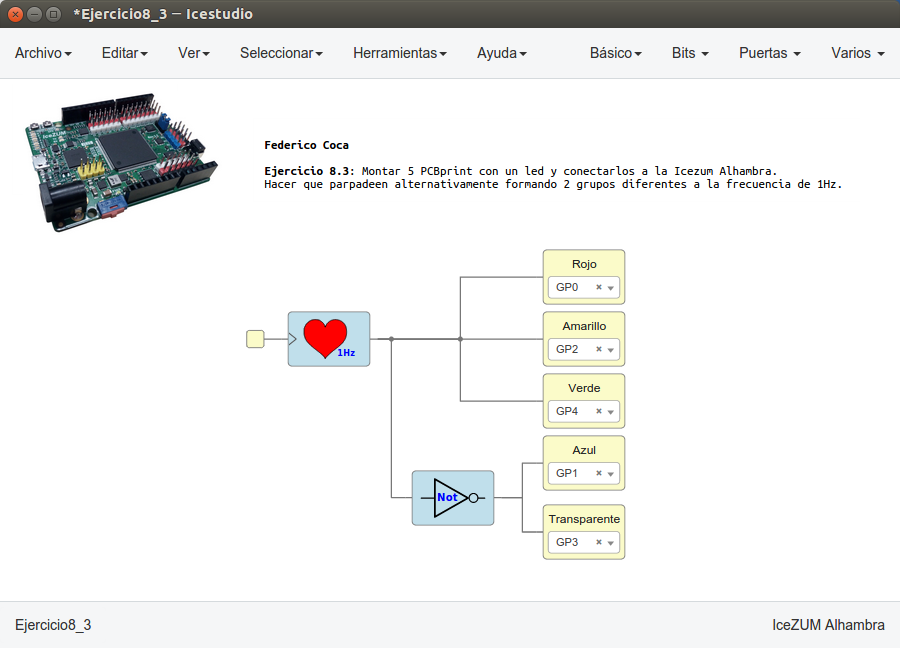 *Ejercicio8_3 — Icestudio
Archivo Editar Ver Seleccionar Herramientas Ayuda Básico Bits Puertas Varios
IceZUM
Federico Coca
Ejercicio 8.3: Montar 5 PCBprint con un led y conectarlos a la Icezum Alhambra.
Hacer que parpadeen alternativamente formando 2 grupos diferentes a la frecuencia de 1Hz.
Rojo
GP0
1Hz
Amarillo
GP2
Verde
GP4
Azul
GP1
Not
Transparente
GP3
Ejercicio8_3 IceZUM Alhambra